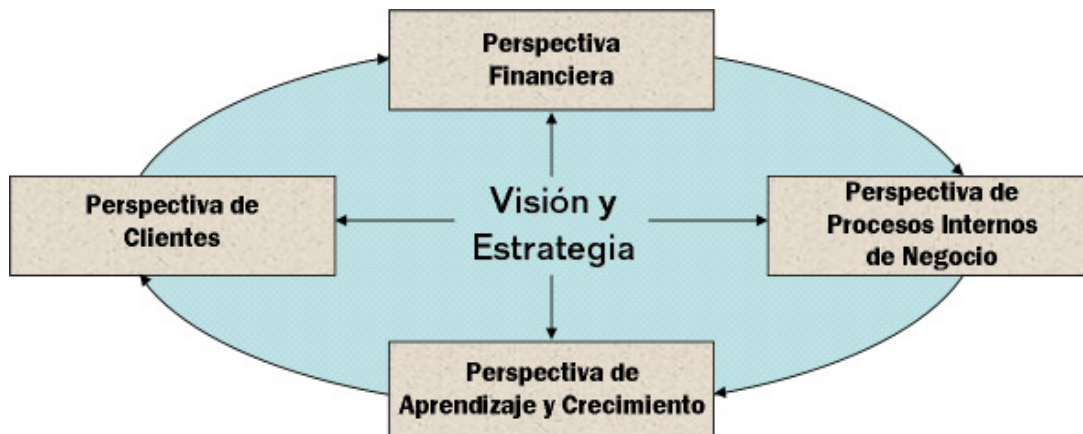 Perspectiva
Financiera
Perspectiva de
Clientes
Visión y
Estrategia
Perspectiva de
Procesos Internos
de Negocio
Perspectiva de
Aprendizaje y Crecimiento